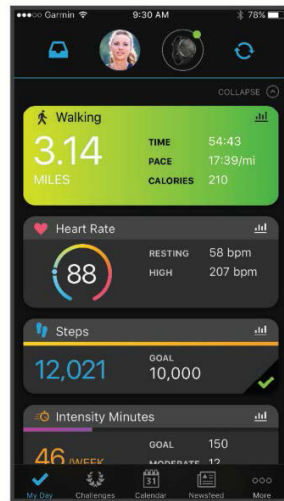 Garmin 9:30 AM 78%
COLLAPSE
Walking
3.14
MILES
TIME 54:43
PACE 17:39/mi
CALORIES 210
Heart Rate
88
RESTING 58 bpm
HIGH 207 bpm
Steps
12,021
GOAL
10,000
Intensity Minutes
46 /WEEK
GOAL 150
MODERATE 12
31
My Day Challenges Calendar Newsfeed More